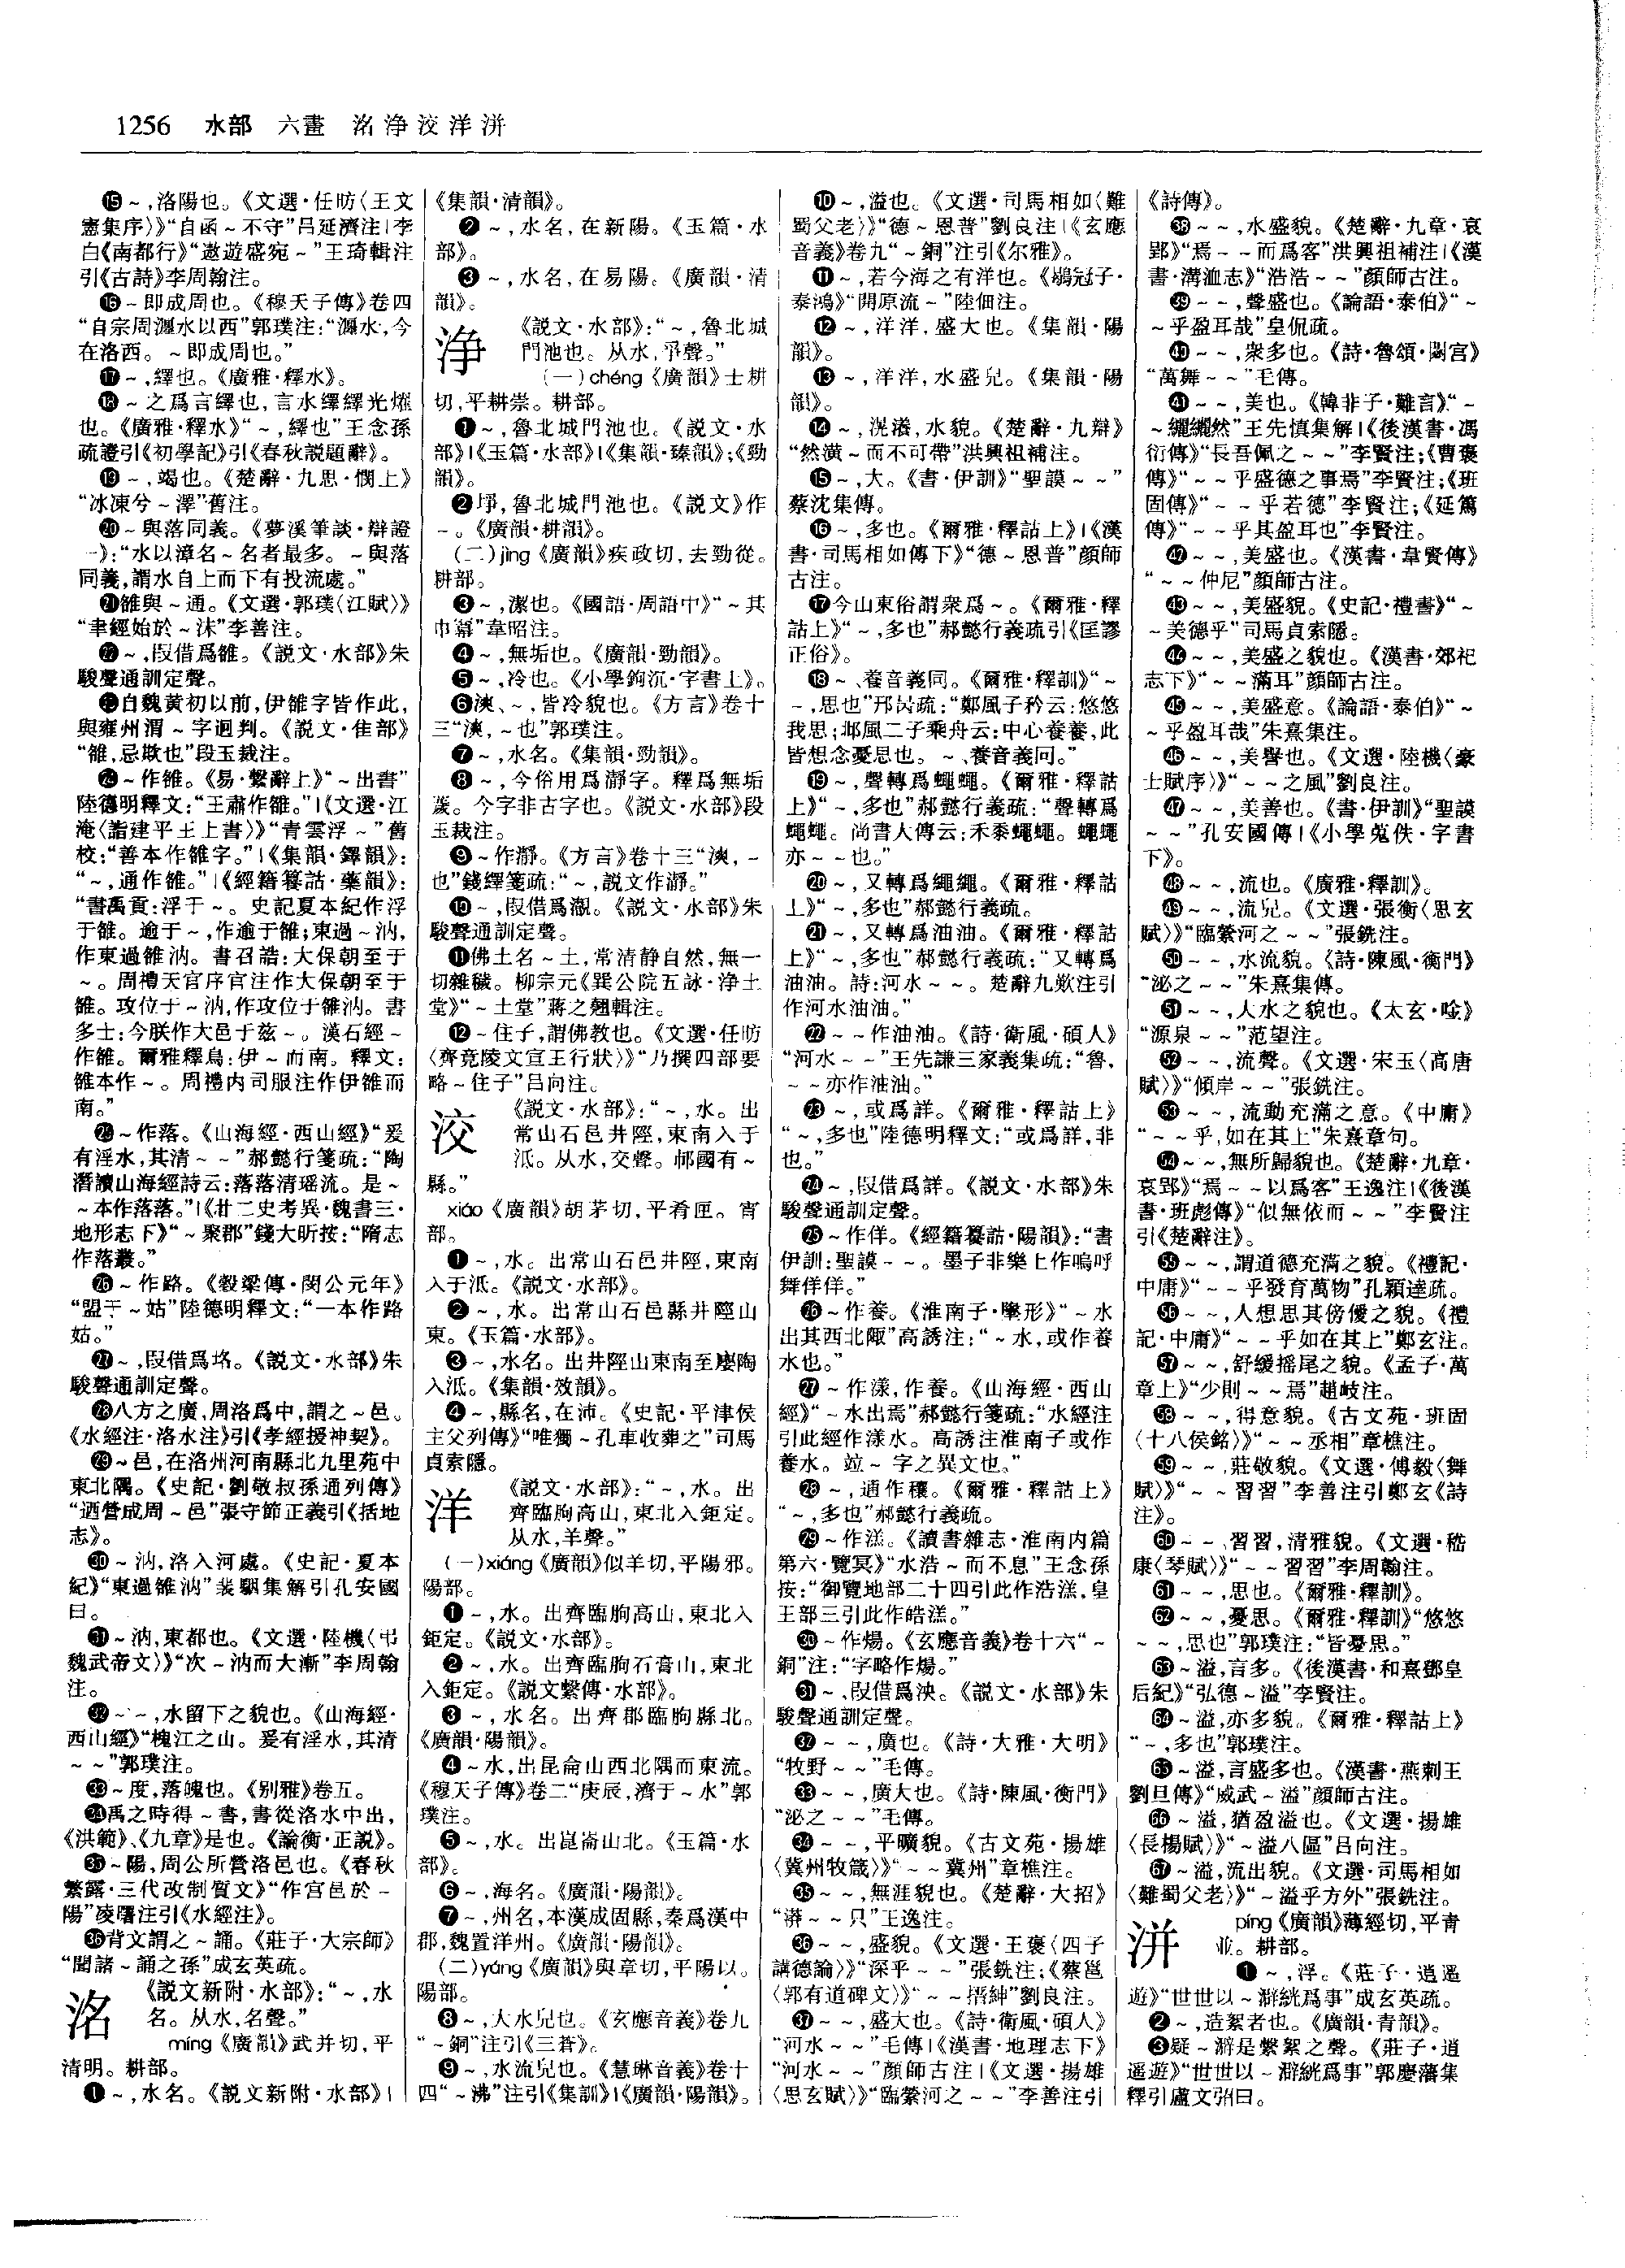 1256 水部 六畫 洺浄洨洋洴
⑮~,洛陽也。《文選·任昉〈王文
憲集序〉》“自函~不守”吕延濟注|李
白《南都行》“遨遊盛宛~”王琦輯注
引《古詩》李周翰注。
⑯~即成周也。《穆天子傳》卷四
“自宗周瀍水以西”郭璞注:“瀍水,今
在洛西。~即成周也。”
⑰~,繹也。《廣雅·釋水》。
⑱~之爲言繹也,言水繹繹光燿
也。《廣雅·釋水》“~,繹也”王念孫
疏證引《初學記》引《春秋説題辭》。
⑲~,竭也。《楚辭·九思·憫上》
“冰凍兮~澤”舊注。
⑳~與落同義。《夢溪筆談·辯證
一》:“水以漳名~名者最多。~與落
同義,謂水自上而下有投流處。”
㉑雒與~通。《文選·郭璞〈江賦〉》
“聿經始於~沬”李善注。
㉒~,叚借爲雒。《説文·水部》朱
駿聲通訓定聲。
㉓自魏黄初以前,伊雒字皆作此,
與雍州渭~字迥判。《説文·隹部》
“雒,忌欺也”段玉裁注。
㉔~作雒。《易·繫辭上》“~出書”
陸德明釋文:“王肅作雒。”|《文選·江
淹〈詣建平王上書〉》“青雲浮~”舊
校:“善本作雒字。”|《集韻·鐸韻》:
“~,通作雒。”|《經籍籑詁·藥韻》:
“書禹貢:浮于~。史記夏本紀作浮
于雒。逾于~,作逾于雒;東過~汭,
作東過雒汭。書召誥:大保朝至于
~。周禮天官序官注作大保朝至于
雒。攻位于~汭,作攻位于雒汭。書
多士:今朕作大邑于兹~。漢石經~
作雒。爾雅釋鳥:伊~而南。釋文:
雒本作~。周禮内司服注作伊雒而
南。”
㉕~作落。《山海經·西山經》“爰
有淫水,其清~~”郝懿行箋疏:“陶
潛讀山海經詩云:落落清瑶流。是~
~本作落落。”|《廿二史考異·魏書三·
地形志下》“~聚郡”錢大昕按:“隋志
作落叢。”
㉖~作路。《穀梁傳·閔公元年》
“盟于~姑”陸德明釋文:“一本作路
姑。”
㉗~,叚借爲垎。《説文·水部》朱
駿聲通訓定聲。
㉘八方之廣,周洛爲中,謂之~邑。
《水經注·洛水注》引《孝經援神契》。
㉙~邑,在洛州河南縣北九里苑中
東北隅。《史記·劉敬叔孫通列傳》
“迺營成周~邑”張守節正義引《括地
志》。
㉚~汭,洛入河處。《史記·夏本
紀》“東過雒汭”裴駰集解引孔安國
曰。
㉛~汭,東都也。《文選·陸機〈弔
魏武帝文〉》“次~汭而大漸”李周翰
注。
㉜~~,水留下之貌也。《山海經·
西山經》“槐江之山。爰有淫水,其清
~~”郭璞注。
㉝~度,落魄也。《别雅》卷五。
㉞禹之時得~書,書從洛水中出,
《洪範》、《九章》是也。《論衡·正説》。
㉟~陽,周公所營洛邑也。《春秋
繁露·三代改制質文》“作宫邑於~
陽”凌曙注引《水經注》。
㊱背文謂之~誦。《莊子·大宗師》
“聞諸~誦之孫”成玄英疏。
洺
《説文新附·水部》:“~,水
名。从水,名聲。”
míng《廣韻》武并切,平
清明。耕部。
❶~,水名。《説文新附·水部》|
《集韻·清韻》。
❷~,水名,在新陽。《玉篇·水
部》。
❸~,水名,在易陽。《廣韻·清
韻》。
浄
《説文·水部》:“~,魯北城
門池也。从水,爭聲。”
(一)chéng《廣韻》士耕
切,平耕崇。耕部。
❶~,魯北城門池也。《説文·水
部》|《玉篇·水部》|《集韻·臻韻》;《勁
韻》。
❷埩,魯北城門池也。《説文》作
~。《廣韻·耕韻》。
(二)jìng《廣韻》疾政切,去勁從。
耕部。
❸~,潔也。《國語·周語中》“~其
巾冪”韋昭注。
❹~,無垢也。《廣韻·勁韻》。
❺~,冷也。《小學鉤沉·字書上》。
❻浹、~,皆冷貌也。《方言》卷十
三“浹,~也”郭璞注。
❼~,水名。《集韻·勁韻》。
❽~,今俗用爲瀞字。釋爲無垢
薉。今字非古字也。《説文·水部》段
玉裁注。
❾~作瀞。《方言》卷十三“浹,~
也”錢繹箋疏:“~,説文作瀞。”
❿~,叚借爲瀞。《説文·水部》朱
駿聲通訓定聲。
⓫佛土名~土,常清静自然,無一
切雜穢。柳宗元《巽公院五詠·浄土
堂》“~土堂”蔣之翹輯注。
⓬~住子,謂佛教也。《文選·任昉
〈齊竟陵文宣王行狀〉》“乃撰四部要
略~住子”吕向注。
洨
《説文·水部》:“~,水。出
常山石邑井陘,東南入于
泜。从水,交聲。邟國有~
縣。”
xiáo《廣韻》胡茅切,平肴匣。宵
部。
❶~,水。出常山石邑井陘,東南
入于泜。《説文·水部》。
❷~,水。出常山石邑縣井陘山
東。《玉篇·水部》。
❸~,水名。出井陘山東南至廮陶
入泜。《集韻·效韻》。
❹~,縣名,在沛。《史記·平津侯
主父列傳》“唯獨~孔車收葬之”司馬
貞索隱。
洋
《説文·水部》:“~,水。出
齊臨朐高山,東北入鉅定。
从水,羊聲。”
(一)xiáng《廣韻》似羊切,平陽邪。
陽部。
❶~,水。出齊臨朐高山,東北入
鉅定。《説文·水部》。
❷~,水。出齊臨朐石膏山,東北
入鉅定。《説文繫傳·水部》。
❸~,水名。出齊郡臨朐縣北。
《廣韻·陽韻》。
❹~水,出昆侖山西北隅而東流。
《穆天子傳》卷二“庚辰,濟于~水”郭
璞注。
❺~,水。出崑崙山北。《玉篇·水
部》。
❻~,海名。《廣韻·陽韻》。
❼~,州名,本漢成固縣,秦爲漢中
郡,魏置洋州。《廣韻·陽韻》。
(二)yáng《廣韻》與章切,平陽以。
陽部。
❽~,大水皃也。《玄應音義》卷九
“~銅”注引《三蒼》。
❾~,水流皃也。《慧琳音義》卷十
四“~沸”注引《集訓》|《廣韻·陽韻》。
❿~,溢也。《文選·司馬相如〈難
蜀父老〉》“德~恩普”劉良注|《玄應
音義》卷九“~銅”注引《尔雅》。
⓫~,若今海之有洋也。《鶡冠子·
泰鴻》“開原流~”陸佃注。
⓬~,洋洋,盛大也。《集韻·陽
韻》。
⓭~,洋洋,水盛皃。《集韻·陽
韻》。
⓮~,滉瀁,水貌。《楚辭·九辯》
“然潢~而不可帶”洪興祖補注。
⓯~,大。《書·伊訓》“聖謨~~”
蔡沈集傳。
⓰~,多也。《爾雅·釋詁上》|《漢
書·司馬相如傳下》“德~恩普”顔師
古注。
⓱今山東俗謂衆爲~。《爾雅·釋
詁上》“~,多也”郝懿行義疏引《匡謬
正俗》。
⓲~、養音義同。《爾雅·釋訓》“~
~,思也”邢昺疏:“鄭風子矜云:悠悠
我思;邶風二子乘舟云:中心養養,此
皆想念憂思也。~、養音義同。”
⓳~,聲轉爲蠅蠅。《爾雅·釋詁
上》“~,多也”郝懿行義疏:“聲轉爲
蠅蠅。尚書大傳云:禾黍蠅蠅。蠅蠅
亦~~也。”
⓴~,又轉爲繩繩。《爾雅·釋詁
上》“~,多也”郝懿行義疏。
㉑~,又轉爲油油。《爾雅·釋詁
上》“~,多也”郝懿行義疏:“又轉爲
油油。詩:河水~~。楚辭九歎注引
作河水油油。”
㉒~~作油油。《詩·衛風·碩人》
“河水~~”王先謙三家義集疏:“魯,
~~亦作油油。”
㉓~,或爲詳。《爾雅·釋詁上》
“~,多也”陸德明釋文:“或爲詳,非
也。”
㉔~,叚借爲詳。《説文·水部》朱
駿聲通訓定聲。
㉕~作佯。《經籍籑詁·陽韻》:“書
伊訓:聖謨~~。墨子非樂上作嗚呼
舞佯佯。”
㉖~作養。《淮南子·墬形》“~水
出其西北陬”高誘注:“~水,或作養
水也。”
㉗~作漾,作養。《山海經·西山
經》“~水出焉”郝懿行箋疏:“水經注
引此經作漾水。高誘注淮南子或作
養水。竝~字之異文也。”
㉘~,通作穰。《爾雅·釋詁上》
“~,多也”郝懿行義疏。
㉙~作溔。《讀書雜志·淮南内篇
第六·覽冥》“水浩~而不息”王念孫
按:“御覽地部二十四引此作浩溔,皇
王部三引此作皓溔。”
㉚~作煬。《玄應音義》卷十六“~
銅”注:“字略作煬。”
㉛~、叚借爲泱。《説文·水部》朱
駿聲通訓定聲。
㉜~~,廣也。《詩·大雅·大明》
“牧野~~”毛傳。
㉝~~,廣大也。《詩·陳風·衡門》
“泌之~~”毛傳。
㉞~~,平曠貌。《古文苑·揚雄
〈冀州牧箴〉》“~~冀州”章樵注。
㉟~~,無涯貌也。《楚辭·大招》
“漭~~只”王逸注。
㊱~~,盛貌。《文選·王褒〈四子
講德論〉》“深乎~~”張銑注;《蔡邕
〈郭有道碑文〉》“~~搢紳”劉良注。
㊲~~,盛大也。《詩·衛風·碩人》
“河水~~”毛傳|《漢書·地理志下》
“河水~~”顔師古注|《文選·揚雄
〈思玄賦〉》“臨縈河之~~”李善注引
《詩傳》。
㊳~~,水盛貌。《楚辭·九章·哀
郢》“焉~~而爲客”洪興祖補注|《漢
書·溝洫志》“浩浩~~”顔師古注。
㊴~~,聲盛也。《論語·泰伯》“~
~乎盈耳哉”皇侃疏。
㊵~~,衆多也。《詩·魯頌·閟宫》
“萬舞~~”毛傳。
㊶~~,美也。《韓非子·難言》“~
~纚纚然”王先慎集解|《後漢書·馮
衍傳》“長吾佩之~~”李賢注;《曹褒
傳》“~~乎盛德之事焉”李賢注;《班
固傳》“~~乎若德”李賢注;《延篤
傳》“~~乎其盈耳也”李賢注。
㊷~~,美盛也。《漢書·韋賢傳》
“~~仲尼”顔師古注。
㊸~~,美盛貌。《史記·禮書》“~
~美德乎”司馬貞索隱。
㊹~~,美盛之貌也。《漢書·郊祀
志下》“~~滿耳”顔師古注。
㊺~~,美盛意。《論語·泰伯》“~
~乎盈耳哉”朱熹集注。
㊻~~,美譽也。《文選·陸機〈豪
士賦序〉》“~~之風”劉良注。
㊼~~,美善也。《書·伊訓》“聖謨
~~”孔安國傳|《小學蒐佚·字書
下》。
㊽~~,流也。《廣雅·釋訓》。
㊾~~,流皃。《文選·張衡〈思玄
賦〉》“臨縈河之~~”張銑注。
㊿~~,水流貌。《詩·陳風·衡門》
“泌之~~”朱熹集傳。
51~~,大水之貌也。《太玄·唫》
“源泉~~”范望注。
52~~,流聲。《文選·宋玉〈高唐
賦〉》“傾岸~~”張銑注。
53~~,流動充滿之意。《中庸》
“~~乎,如在其上”朱熹章句。
54~~,無所歸貌也。《楚辭·九章·
哀郢》“焉~~以爲客”王逸注|《後漢
書·班彪傳》“似無依而~~”李賢注
引《楚辭注》。
55~~,謂道德充滿之貌。《禮記·
中庸》“~~乎發育萬物”孔穎達疏。
56~~,人想思其傍優之貌。《禮
記·中庸》“~~乎如在其上”鄭玄注。
57~~,舒緩摇尾之貌。《孟子·萬
章上》“少則~~焉”趙岐注。
58~~,得意貌。《古文苑·班固
〈十八侯銘〉》“~~丞相”章樵注。
59~~,莊敬貌。《文選·傅毅〈舞
賦〉》“~~習習”李善注引鄭玄《詩
注》。
60~~、習習,清雅貌。《文選·嵇
康〈琴賦〉》“~~習習”李周翰注。
61~~,思也。《爾雅·釋訓》。
62~~,憂思。《爾雅·釋訓》“悠悠
~~,思也”郭璞注:“皆憂思。”
63~溢,言多。《後漢書·和熹鄧皇
后紀》“弘德~溢”李賢注。
64~溢,亦多貌。《爾雅·釋詁上》
“~,多也”郭璞注。
65~溢,言盛多也。《漢書·燕刺王
劉旦傳》“威武~溢”顔師古注。
66~溢,猶盈溢也。《文選·揚雄
〈長楊賦〉》“~溢八區”吕向注。
67~溢,流出貌。《文選·司馬相如
〈難蜀父老〉》“~溢乎方外”張銑注。
洴
píng《廣韻》薄經切,平青
並。耕部。
❶~,浮。《莊子·逍遥
遊》“世世以~澼絖爲事”成玄英疏。
❷~,造絮者也。《廣韻·青韻》。
❸疑~澼是擊絮之聲。《莊子·逍
遥遊》“世世以~澼絖爲事”郭慶藩集
釋引盧文弨曰。